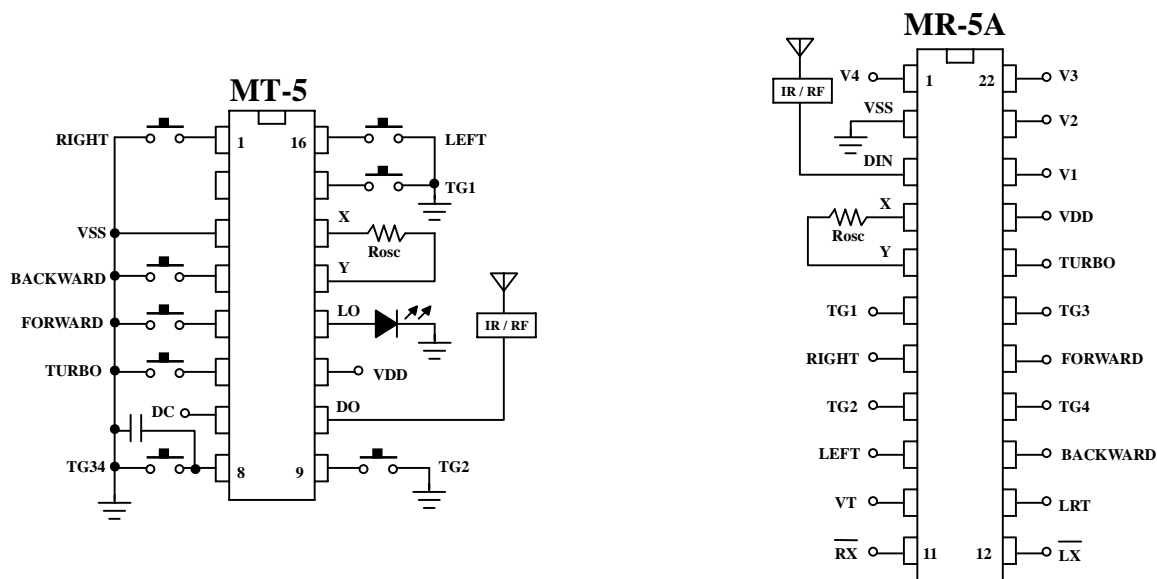 MT-5
RIGHT
1
16
LEFT
TG1
VSS
X
Rosc
BACKWARD
Y
FORWARD
LO
IR / RF
TURBO
VDD
DC
DO
TG34
8
9
TG2
MR-5A
IR / RF
V4
1
22
V3
VSS
V2
DIN
V1
X
Rosc
VDD
Y
TURBO
TG1
TG3
RIGHT
FORWARD
TG2
TG4
LEFT
BACKWARD
VT
LRT
RX
11
12
LX